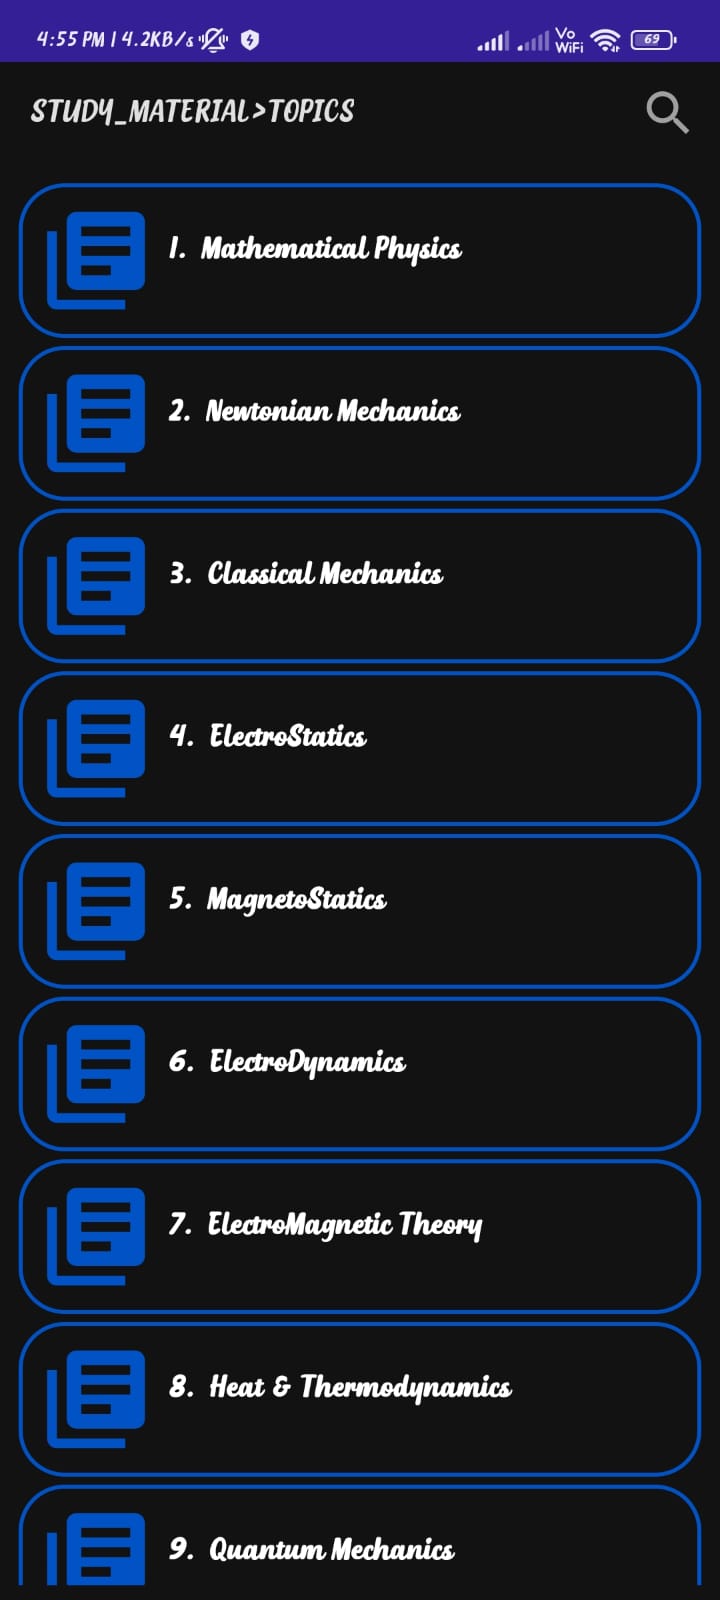 4:55 PM | 4.2KB/s Vo WiFi 69
STUDY_MATERIAL>TOPICS
1. Mathematical Physics
2. Newtonian Mechanics
3. Classical Mechanics
4. ElectroStatics
5. MagnetoStatics
6. ElectroDynamics
7. ElectroMagnetic Theory
8. Heat & Thermodynamics
9. Quantum Mechanics